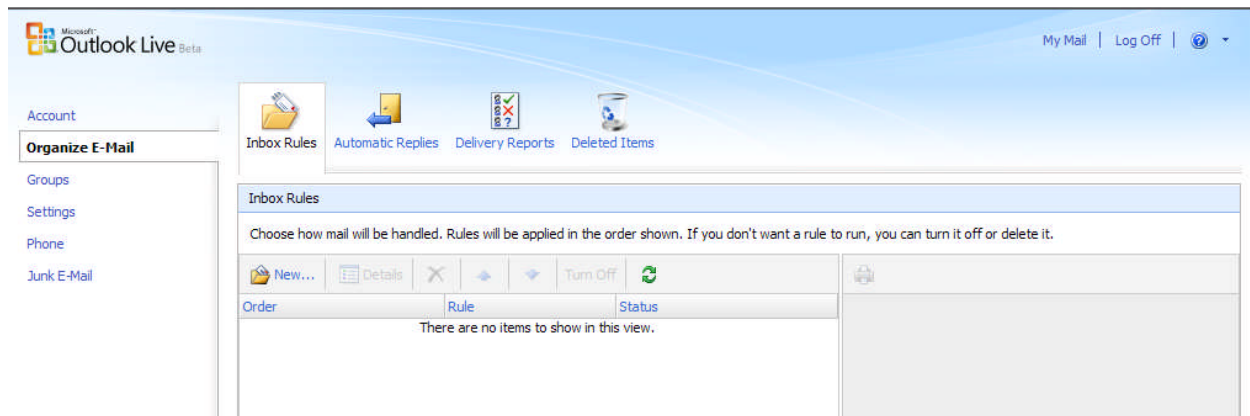 Microsoft
Outlook Live Beta
My Mail | Log Off |
Account
Organize E-Mail
Groups
Settings
Phone
Junk E-Mail
Inbox Rules Automatic Replies Delivery Reports Deleted Items
Inbox Rules
Choose how mail will be handled. Rules will be applied in the order shown. If you don't want a rule to run, you can turn it off or delete it.
New... Details Turn Off
Order Rule Status
There are no items to show in this view.